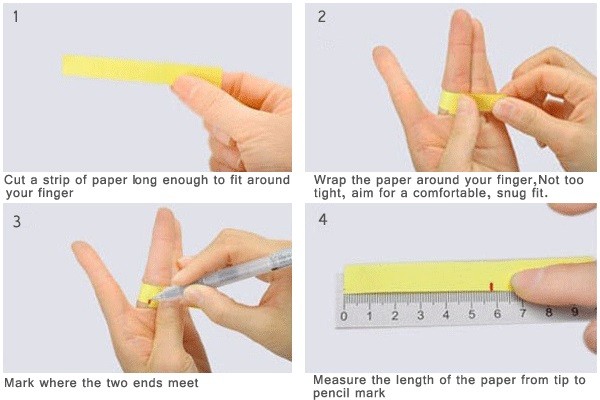 1
Cut a strip of paper long enough to fit around
your finger
2
Wrap the paper around your finger,Not too
tight, aim for a comfortable, snug fit.
3
Mark where the two ends meet
4
0 1 2 3 4 5 6 7 8 9
Measure the length of the paper from tip to
pencil mark